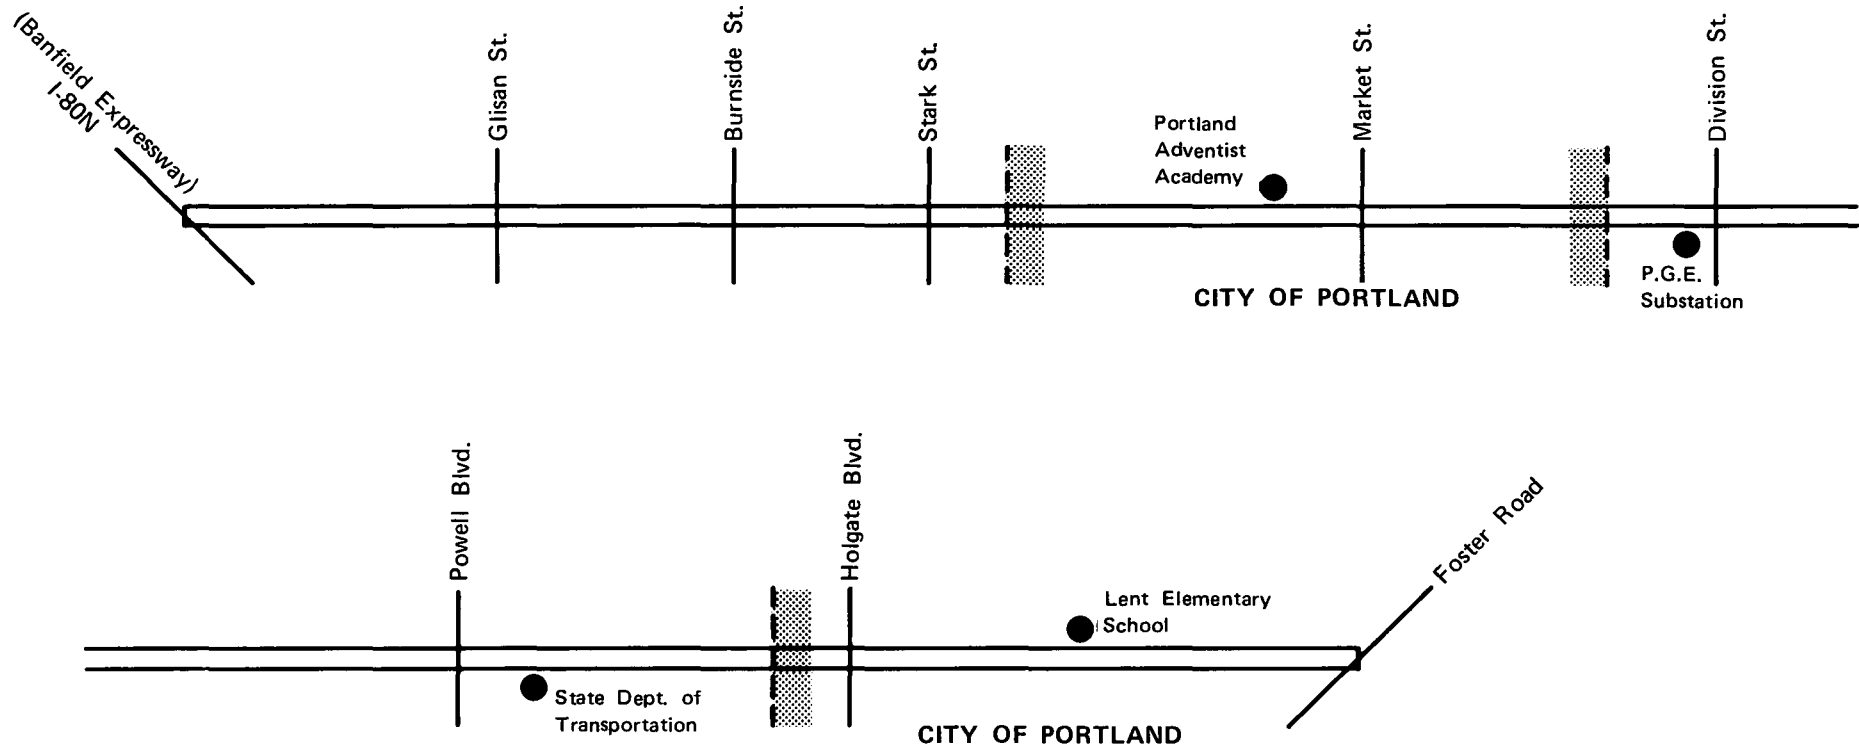 (Banfield Expressway)
I-80N
Glisan St.
Burnside St.
Stark St.
Portland
Adventist
Academy
Market St.
Division St.
CITY OF PORTLAND
P.G.E.
Substation
Powell Blvd.
State Dept. of
Transportation
Holgate Blvd.
Lent Elementary
School
Foster Road
CITY OF PORTLAND